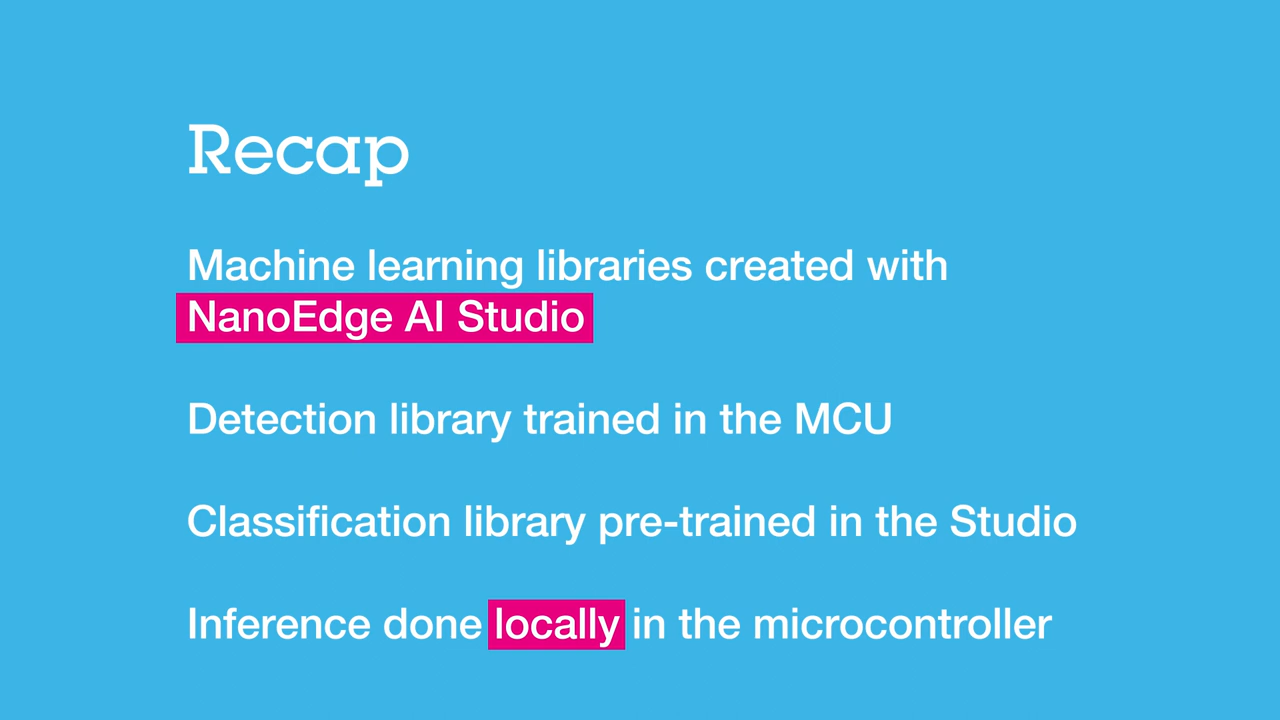 Recap
Machine learning libraries created with
NanoEdge AI Studio
Detection library trained in the MCU
Classification library pre-trained in the Studio
Inference done locally in the microcontroller